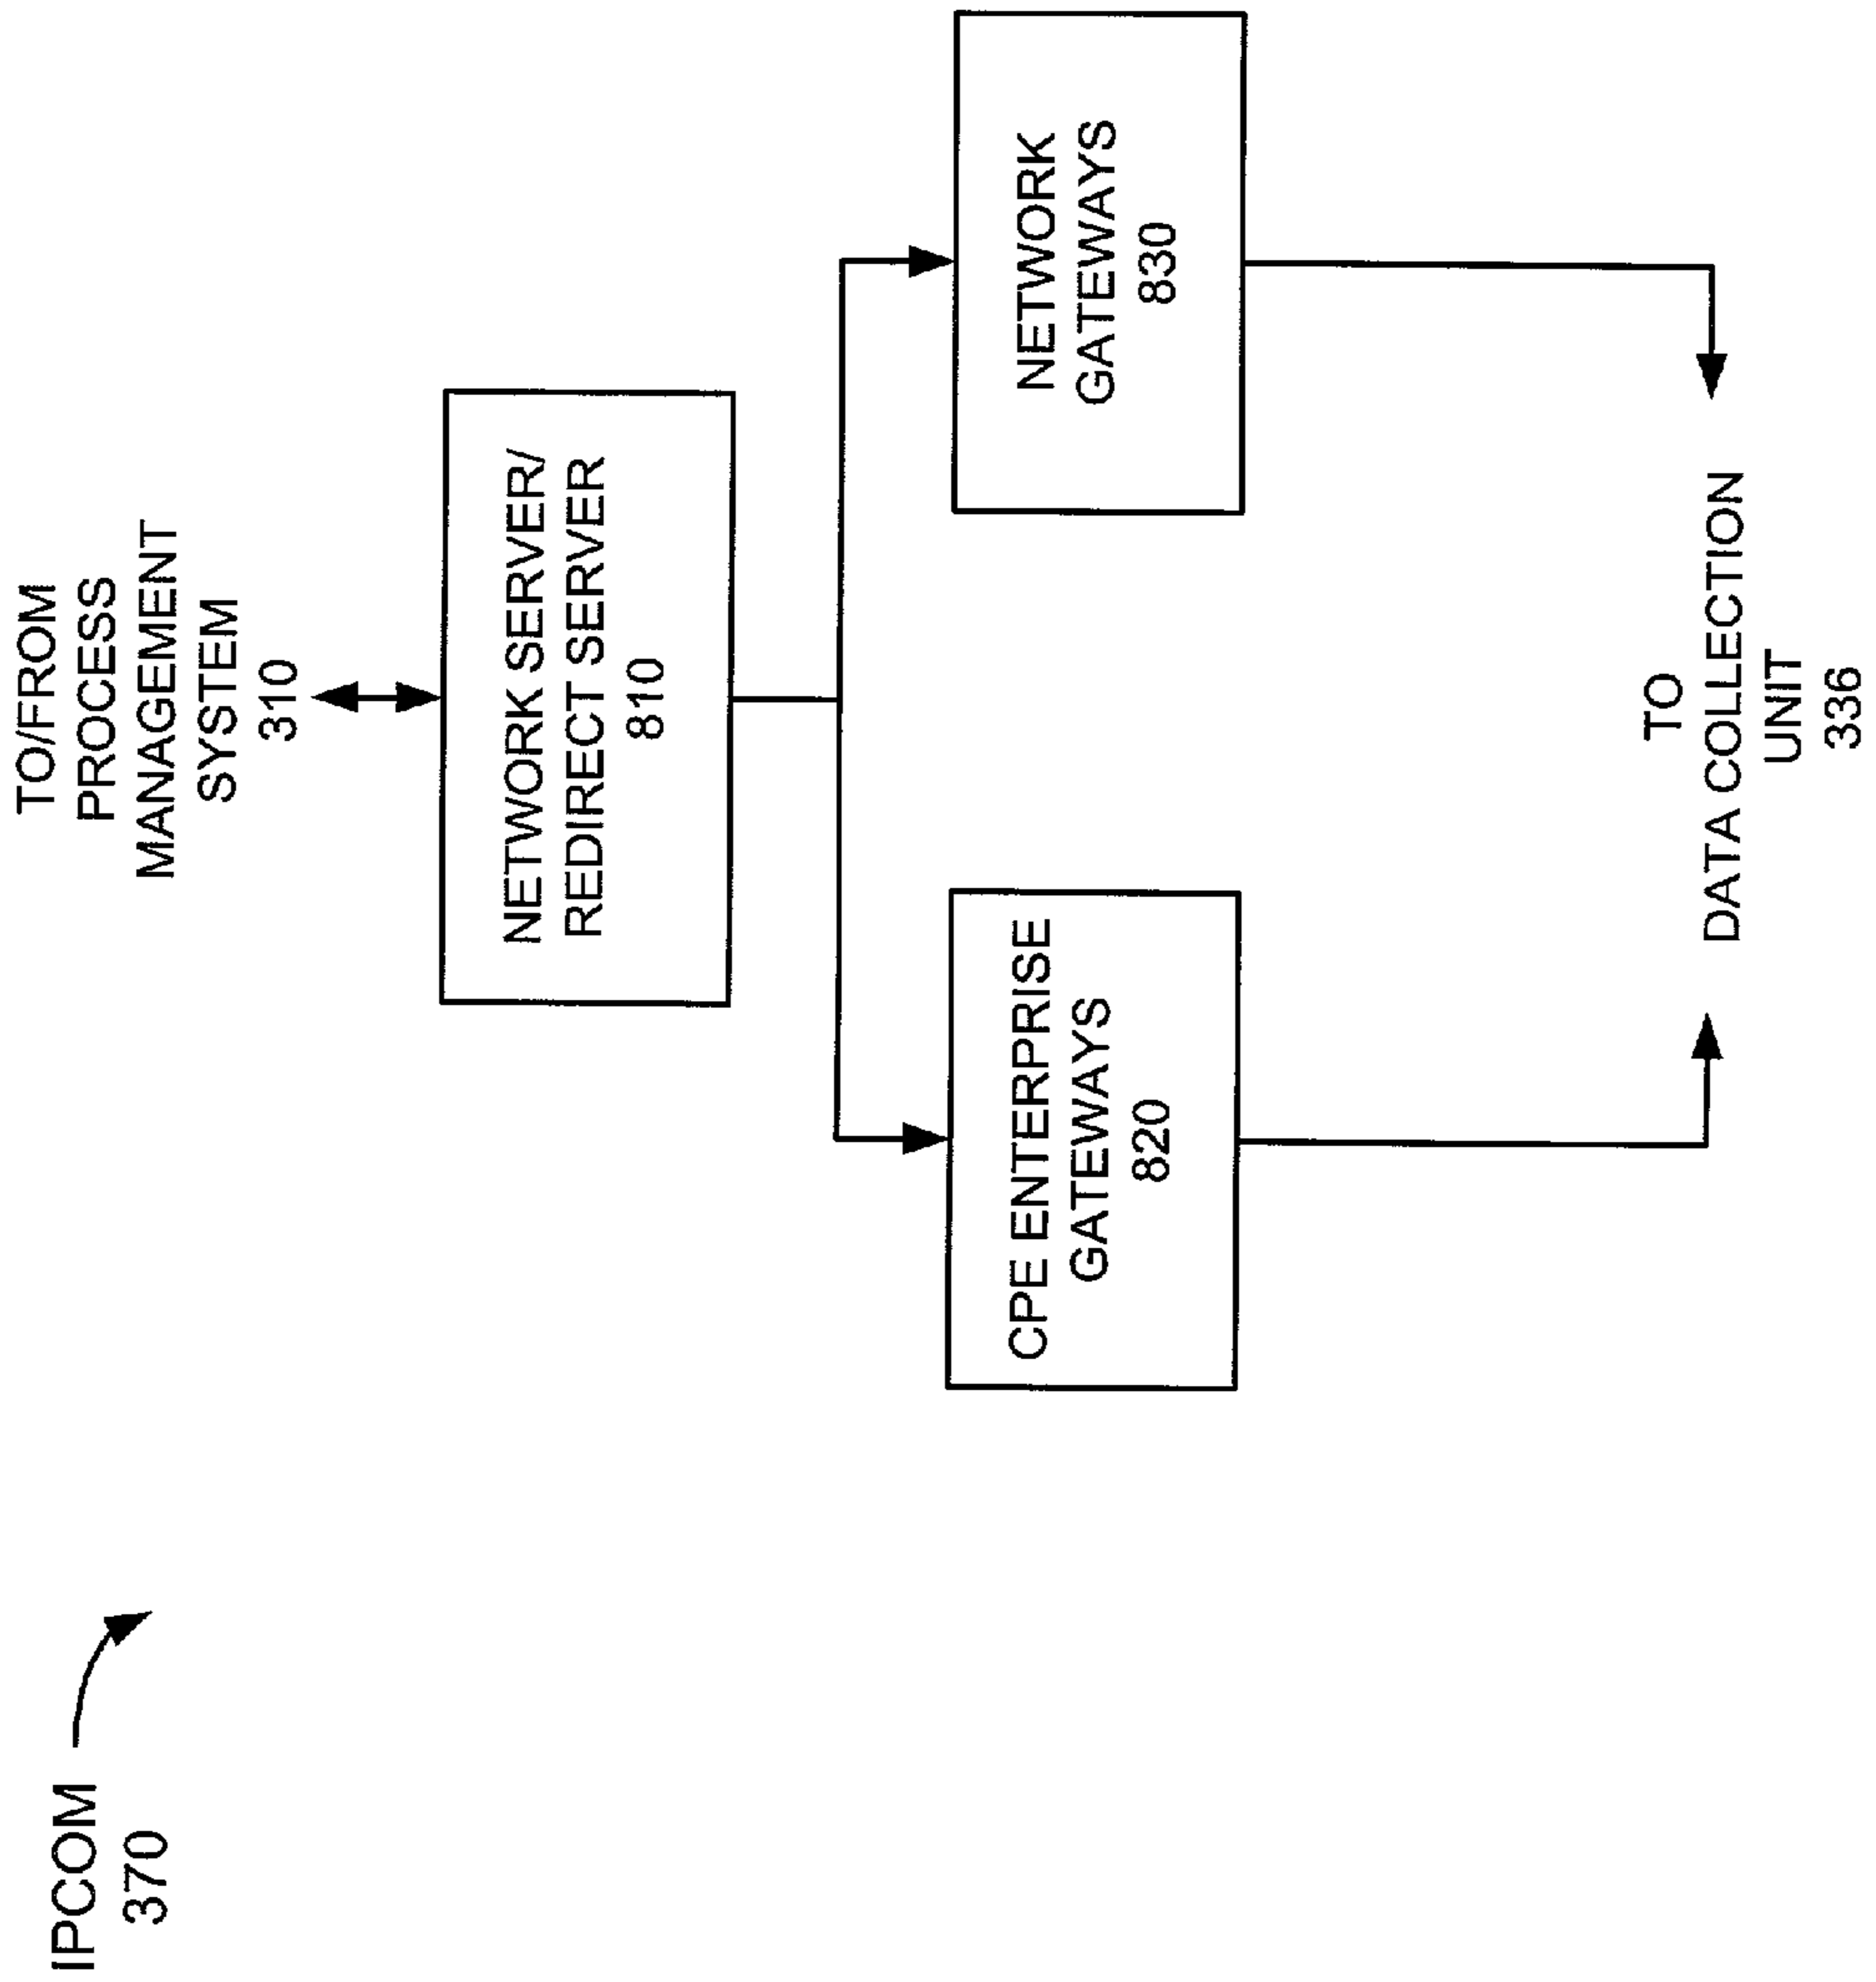 IPCOM
370
TO/FROM
PROCESS
MANAGEMENT
SYSTEM
310
NETWORK SERVER/
REDIRECT SERVER
810
CPE ENTERPRISE
GATEWAYS
820
NETWORK
GATEWAYS
830
TO
DATA COLLECTION
UNIT
336